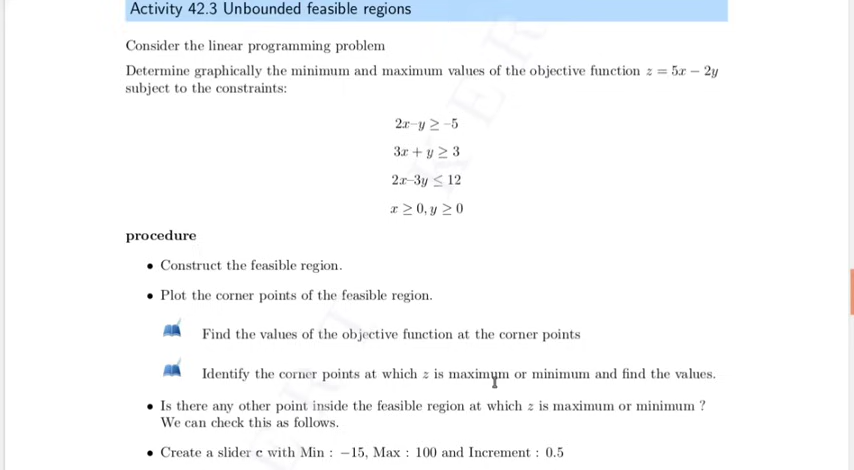 Activity 42.3 Unbounded feasible regions
Consider the linear programming problem
Determine graphically the minimum and maximum values of the objective function z = 5x − 2y
subject to the constraints:
2x–y ≥ –5
3x + y ≥ 3
2x–3y ≤ 12
x ≥ 0, y ≥ 0
procedure
• Construct the feasible region.
• Plot the corner points of the feasible region.
Find the values of the objective function at the corner points
Identify the corner points at which z is maximum or minimum and find the values.
• Is there any other point inside the feasible region at which z is maximum or minimum ?
We can check this as follows.
• Create a slider c with Min : −15, Max : 100 and Increment : 0.5